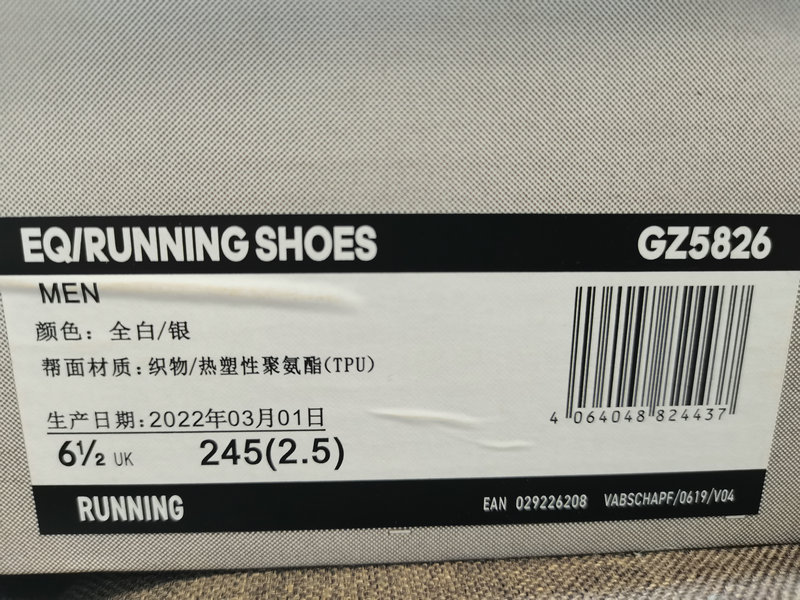 EQ/RUNNING SHOES GZ5826
MEN
颜色：全白/银
帮面材质：织物/热塑性聚氨酯(TPU)
生产日期:2022年03月01日
6½ UK 245(2.5)
4 064048 824437
RUNNING EAN 029226208 VABSCHAPF/0619/V04